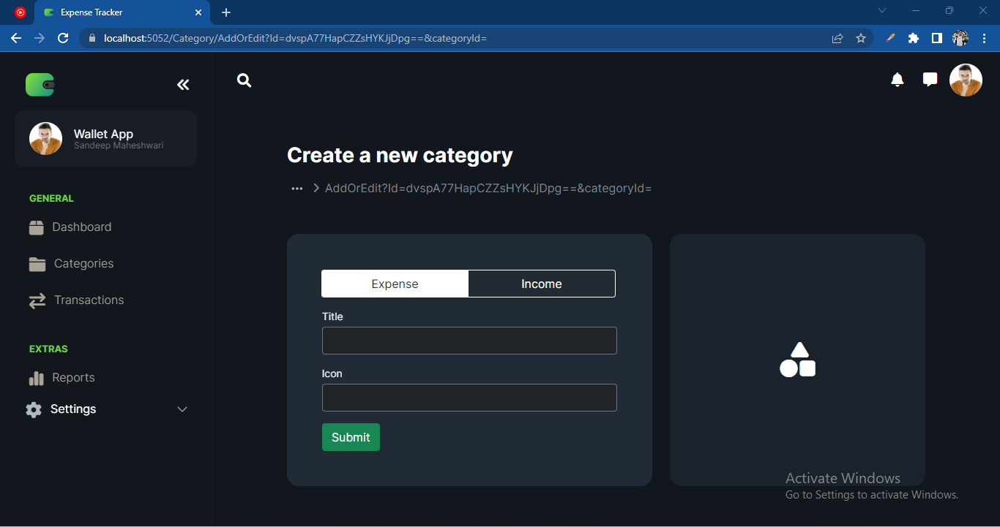 Expense Tracker
localhost:5052/Category/AddOrEdit?Id=dvspA77HapCZZsHYKJjDpg==&categoryId=
Wallet App
Sandeep Maheshwari
GENERAL
Dashboard
Categories
Transactions
EXTRAS
Reports
Settings
Create a new category
AddOrEdit?Id=dvspA77HapCZZsHYKJjDpg==&categoryId=
Expense
Income
Title
Icon
Submit
Activate Windows
Go to Settings to activate Windows.